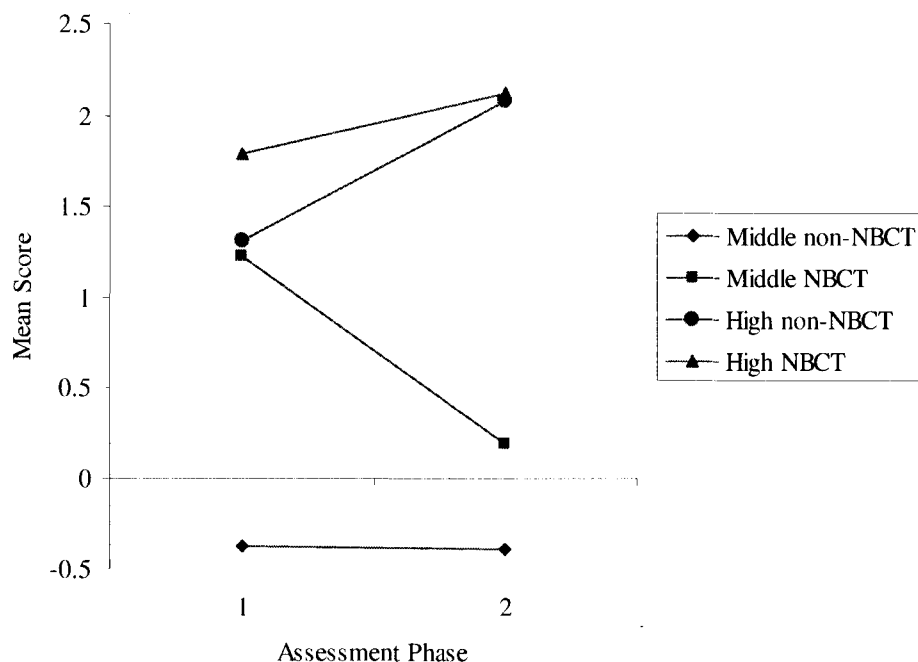 2.5
2
1.5
1
0.5
0
-0.5
Mean Score
1
2
Assessment Phase
Middle non-NBCT
Middle NBCT
High non-NBCT
High NBCT